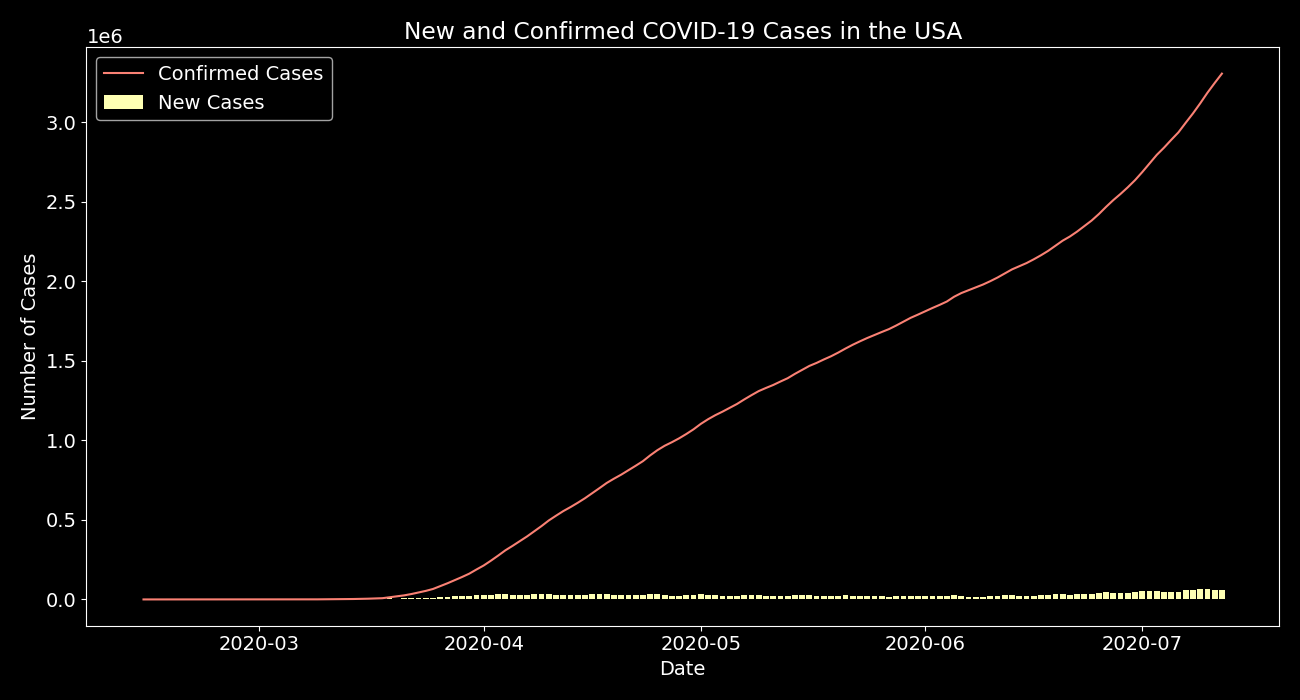 New and Confirmed COVID-19 Cases in the USA
1e6
Confirmed Cases
New Cases
3.0
2.5
2.0
1.5
1.0
0.5
0.0
Number of Cases
2020-03 2020-04 2020-05 2020-06 2020-07
Date